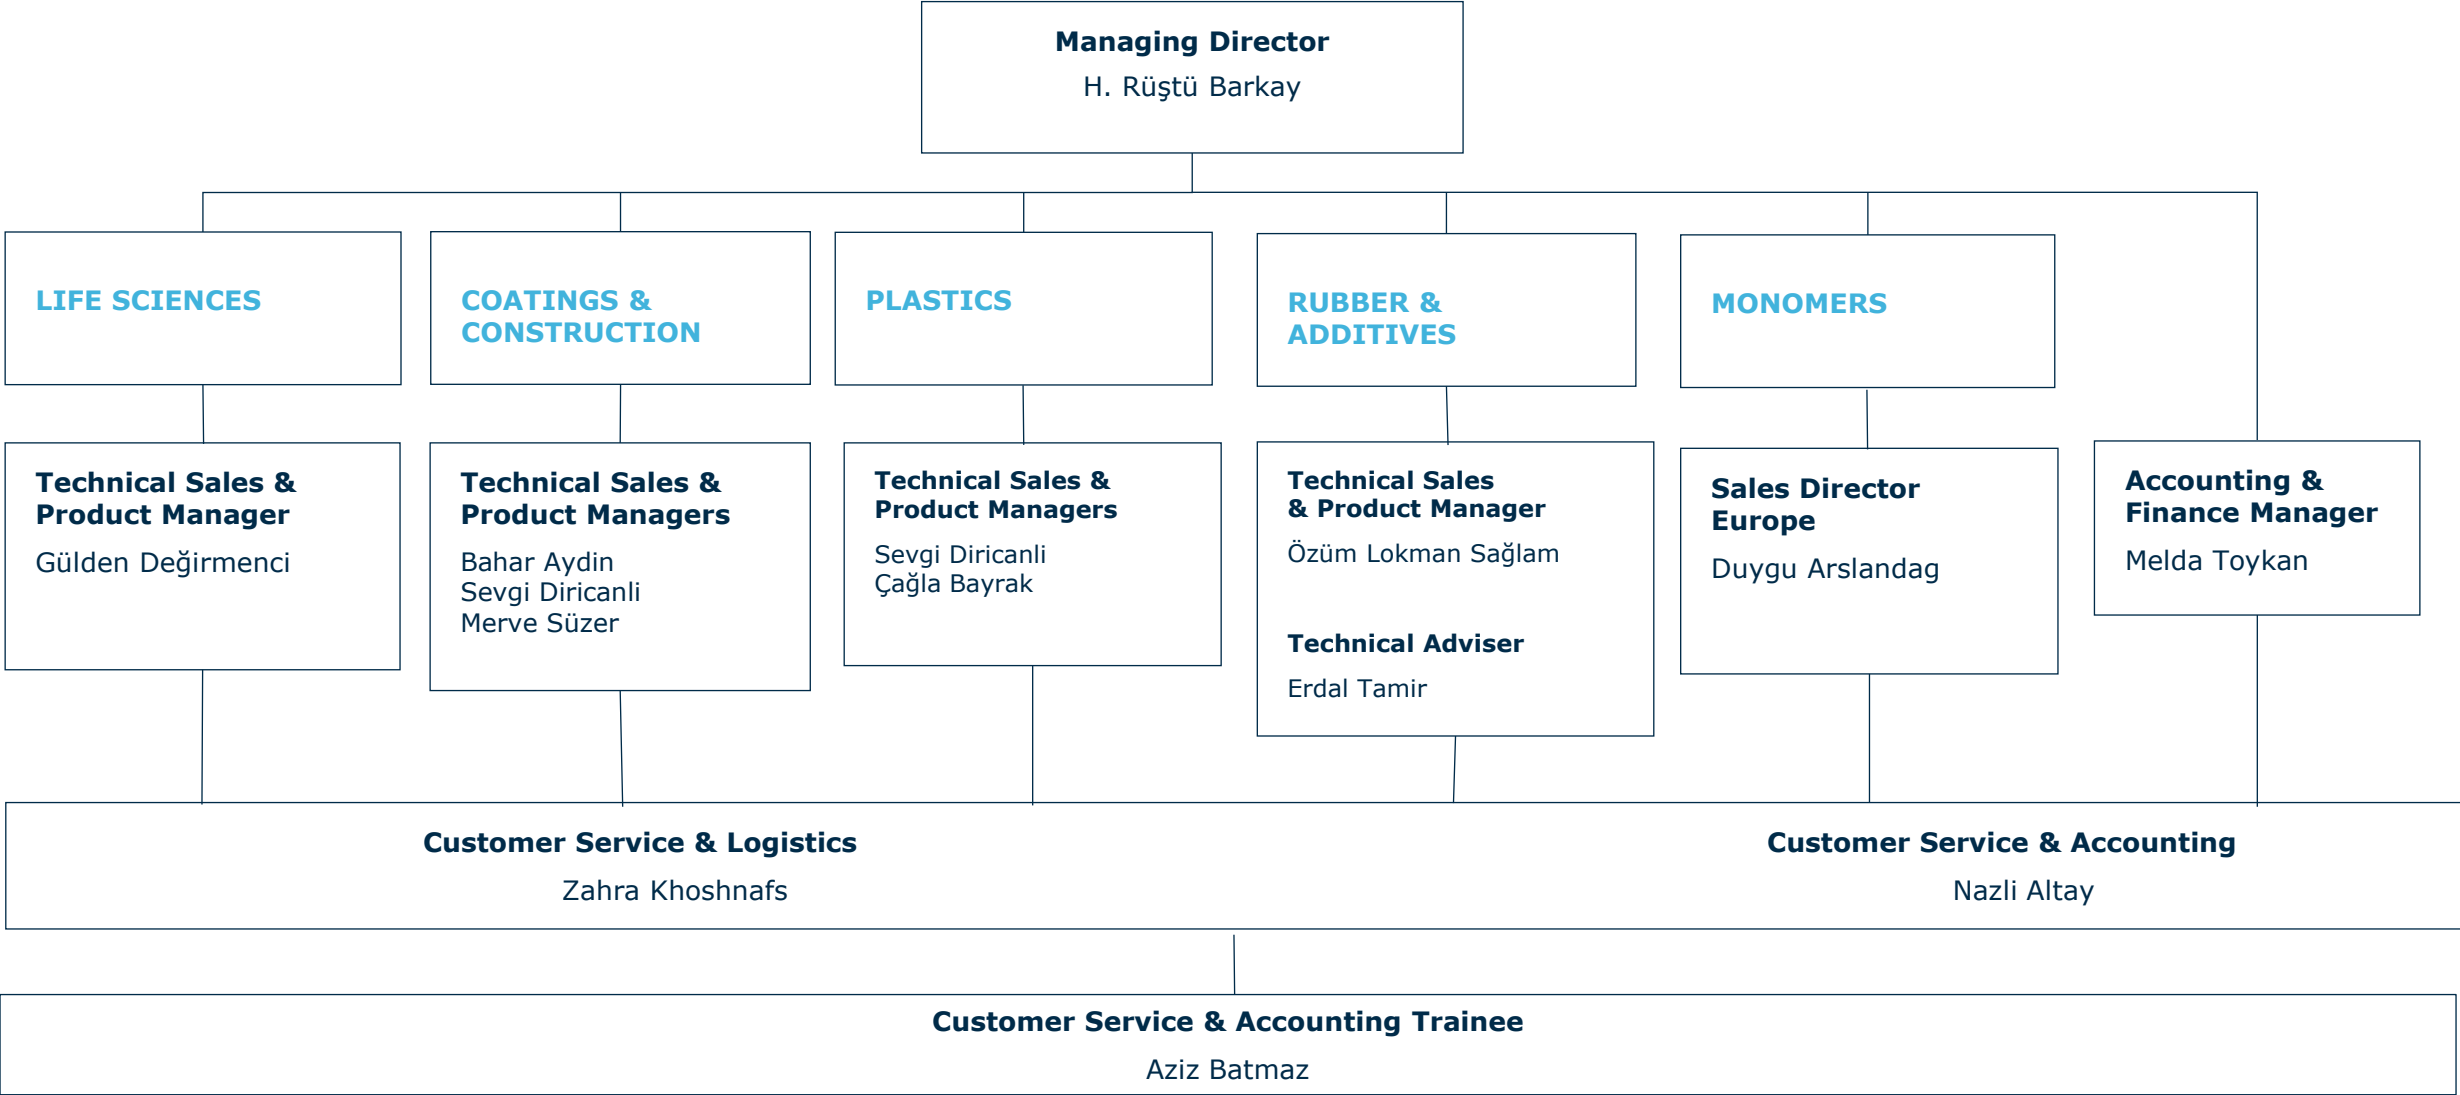 Managing Director
H. Rüştü Barkay
LIFE SCIENCES
COATINGS &
CONSTRUCTION
PLASTICS
RUBBER &
ADDITIVES
MONOMERS
Technical Sales &
Product Manager
Gülden Değirmenci
Technical Sales &
Product Managers
Bahar Aydin
Sevgi Diricanli
Merve Süzer
Technical Sales &
Product Managers
Sevgi Diricanli
Çağla Bayrak
Technical Sales
& Product Manager
Özüm Lokman Sağlam
Technical Adviser
Erdal Tamir
Sales Director
Europe
Duygu Arslandag
Accounting &
Finance Manager
Melda Toykan
Customer Service & Logistics
Zahra Khoshnafs
Customer Service & Accounting
Nazli Altay
Customer Service & Accounting Trainee
Aziz Batmaz